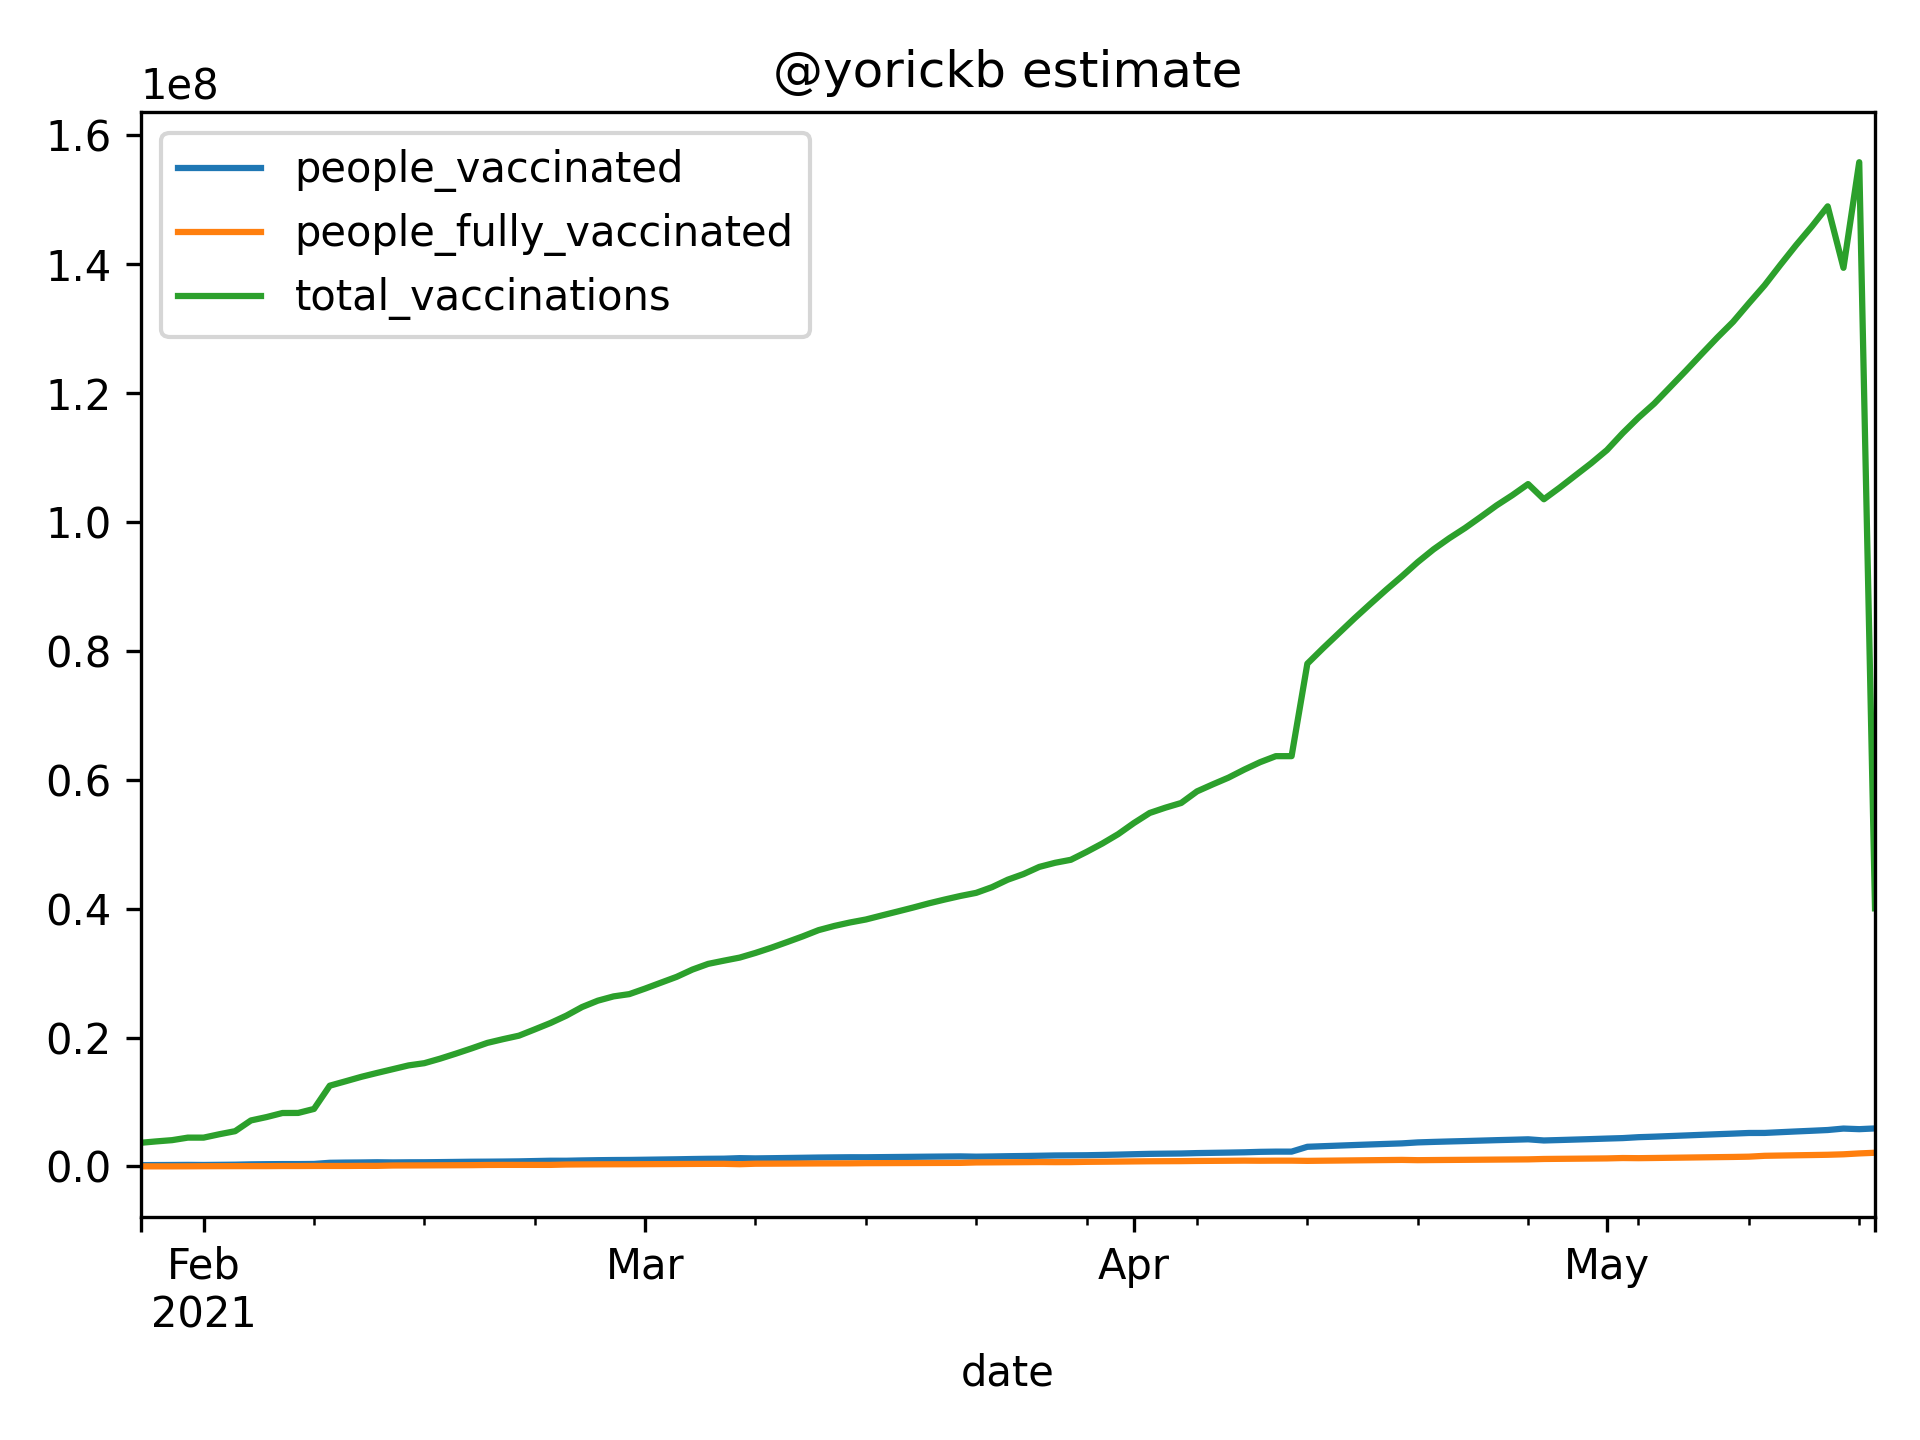 @yorickb estimate
1e8
1.6
1.4
1.2
1.0
0.8
0.6
0.4
0.2
0.0
people_vaccinated
people_fully_vaccinated
total_vaccinations
Feb Mar Apr May
2021
date